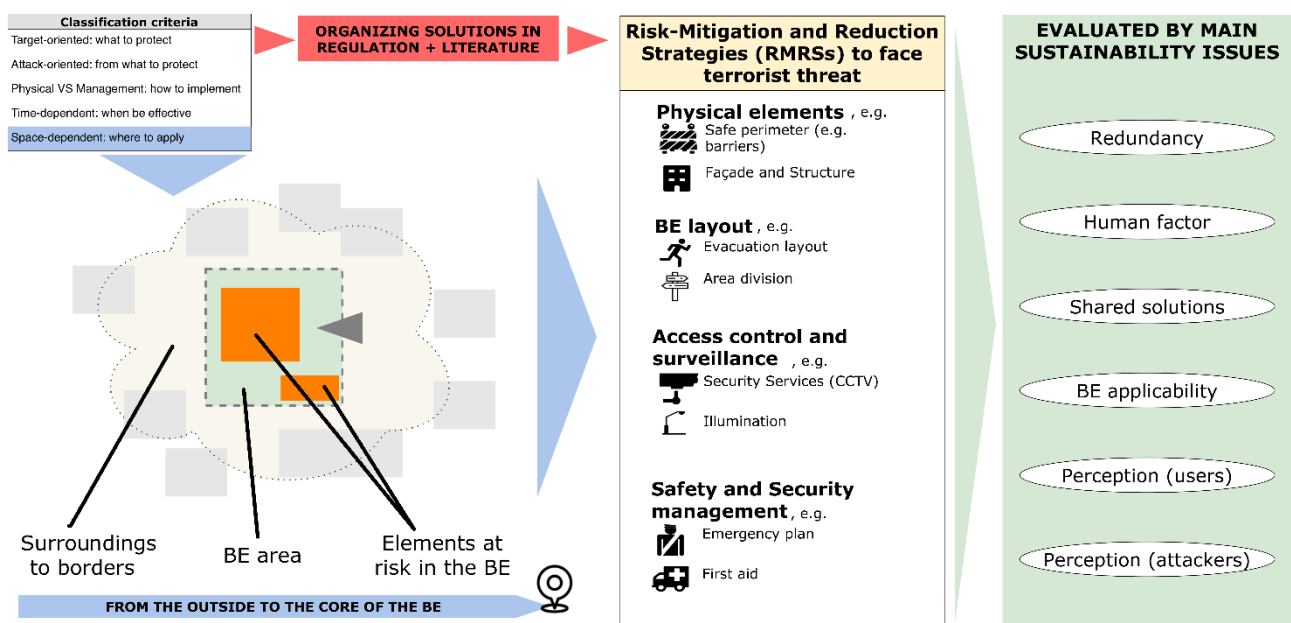 Classification criteria
Target-oriented: what to protect
Attack-oriented: from what to protect
Physical VS Management: how to implement
Time-dependent: when be effective
Space-dependent: where to apply
ORGANIZING SOLUTIONS IN
REGULATION + LITERATURE
Surroundings
to borders
BE area
Elements at
risk in the BE
FROM THE OUTSIDE TO THE CORE OF THE BE
Risk-Mitigation and Reduction
Strategies (RMRSs) to face
terrorist threat
Physical elements , e.g.
Safe perimeter (e.g.
barriers)
Façade and Structure
BE layout , e.g.
Evacuation layout
Area division
Access control and
surveillance , e.g.
Security Services (CCTV)
Illumination
Safety and Security
management , e.g.
Emergency plan
First aid
EVALUATED BY MAIN
SUSTAINABILITY ISSUES
Redundancy
Human factor
Shared solutions
BE applicability
Perception (users)
Perception (attackers)